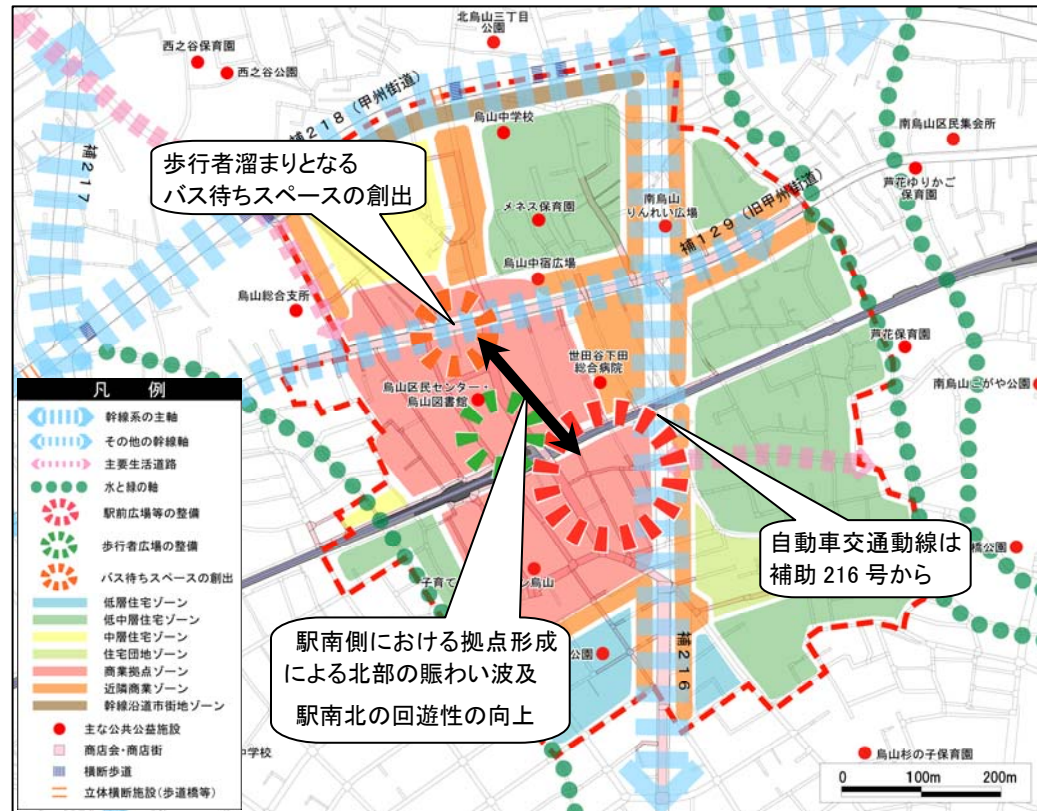 北烏山三丁目
公園
西之谷保育園
西之谷公園
補218（甲州街道）
烏山中学校
南烏山区民集会所
補217
歩行者溜まりとなる
バス待ちスペースの創出
芦花ゆりかご
保育園
メネス保育園
南烏山
りんれい広場
補129（旧甲州街道）
烏山中宿広場
烏山総合支所
世田谷下田
総合病院
芦花保育園
烏山区民センター・
烏山図書館
凡 例
幹線系の主軸
その他の幹線軸
主要生活道路
水と緑の軸
駅前広場等の整備
歩行者広場の整備
バス待ちスペースの創出
低層住宅ゾーン
低中層住宅ゾーン
中層住宅ゾーン
住宅団地ゾーン
商業拠点ゾーン
近隣商業ゾーン
幹線沿道市街地ゾーン
主な公共公益施設
商店会・商店街
横断歩道
立体横断施設(歩道橋等)
自動車交通動線は
補助216号から
橋公園
子育て
ン烏山
駅南側における拠点形成
による北部の賑わい波及
駅南北の回遊性の向上
公園
補216
中学校
烏山杉の子保育園
0 100m 200m